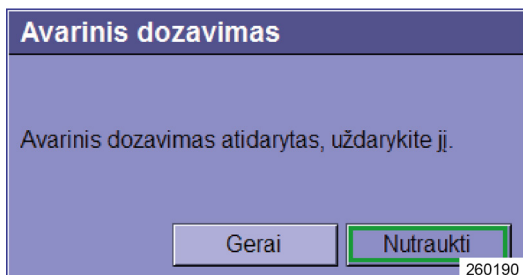 Avarinis dozavimas
Avarinis dozavimas atidarytas, uždarykite jį.
Gerai
Nutraukti
260190